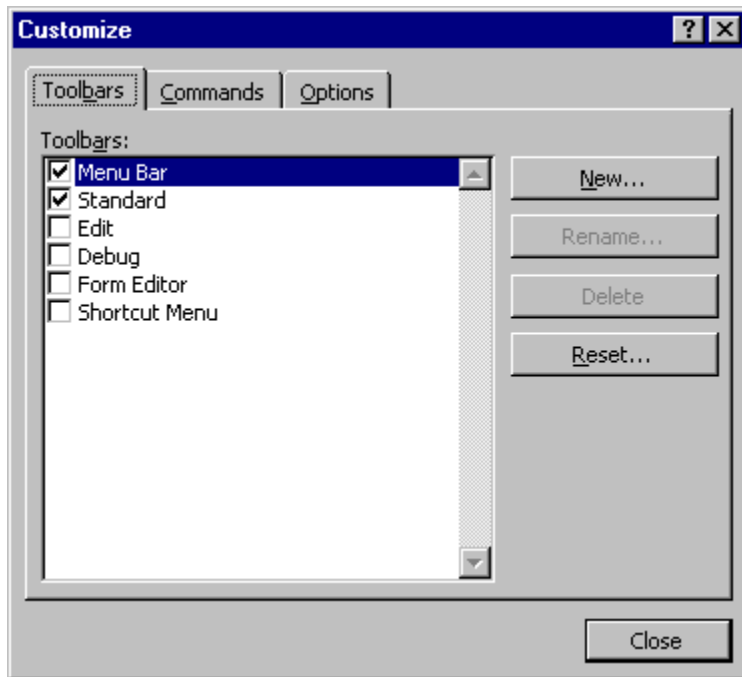 Customize
Toolbars Commands Options
Toolbars:
Menu Bar
Standard
Edit
Debug
Form Editor
Shortcut Menu
New...
Rename...
Delete
Reset...
Close